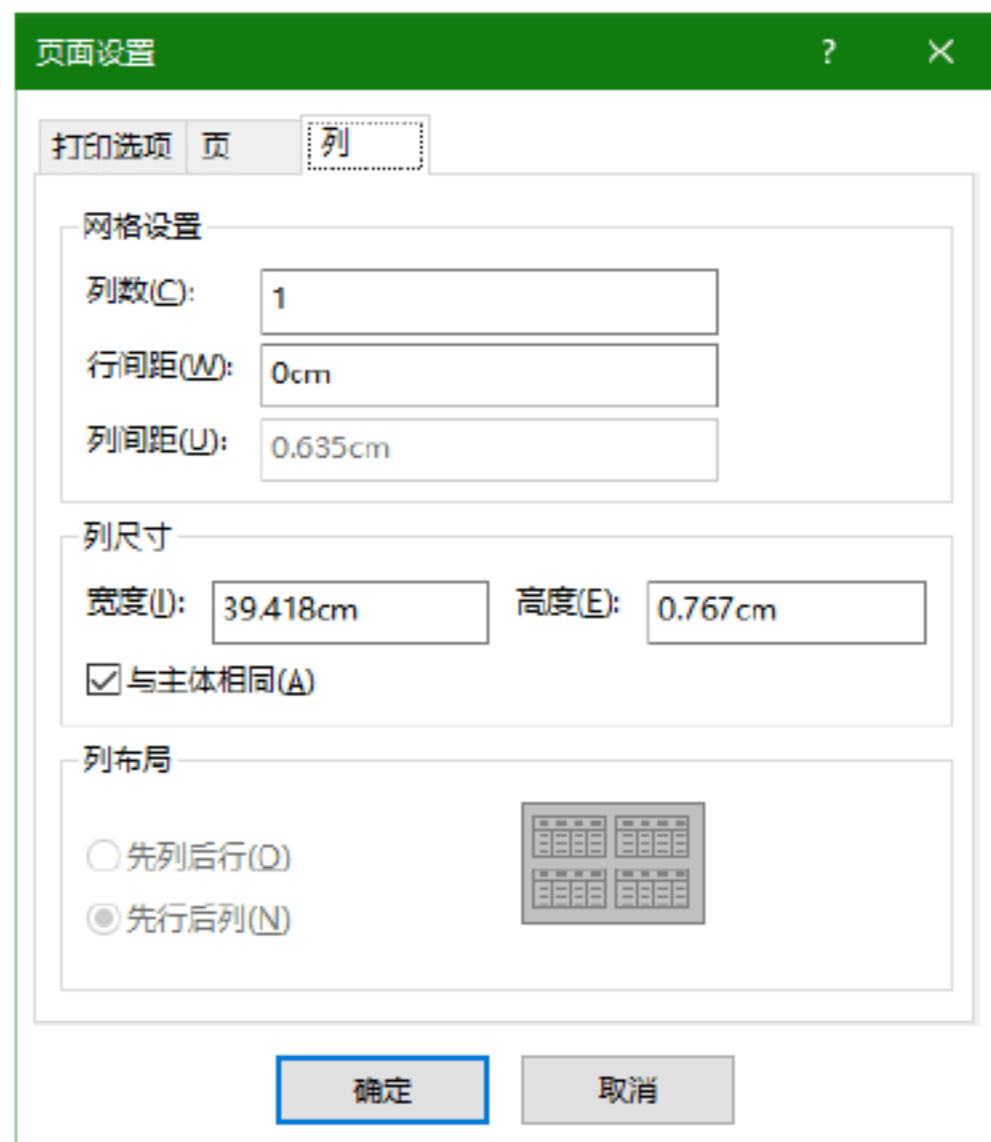 页面设置 ?
打印选项 页 列
网格设置
列数(C): 1
行间距(W): 0cm
列间距(U): 0.635cm
列尺寸
宽度(I): 39.418cm 高度(E): 0.767cm
与主体相同(A)
列布局
先列后行(O)
先行后列(N)
确定 取消